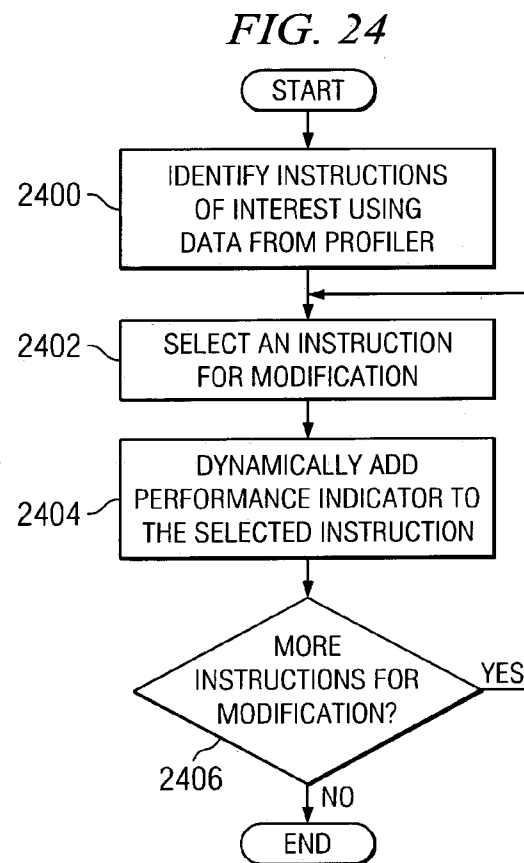 FIG. 24
START
2400
IDENTIFY INSTRUCTIONS
OF INTEREST USING
DATA FROM PROFILER
2402
SELECT AN INSTRUCTION
FOR MODIFICATION
2404
DYNAMICALLY ADD
PERFORMANCE INDICATOR TO
THE SELECTED INSTRUCTION
MORE
INSTRUCTIONS FOR
MODIFICATION?
YES
2406
NO
END